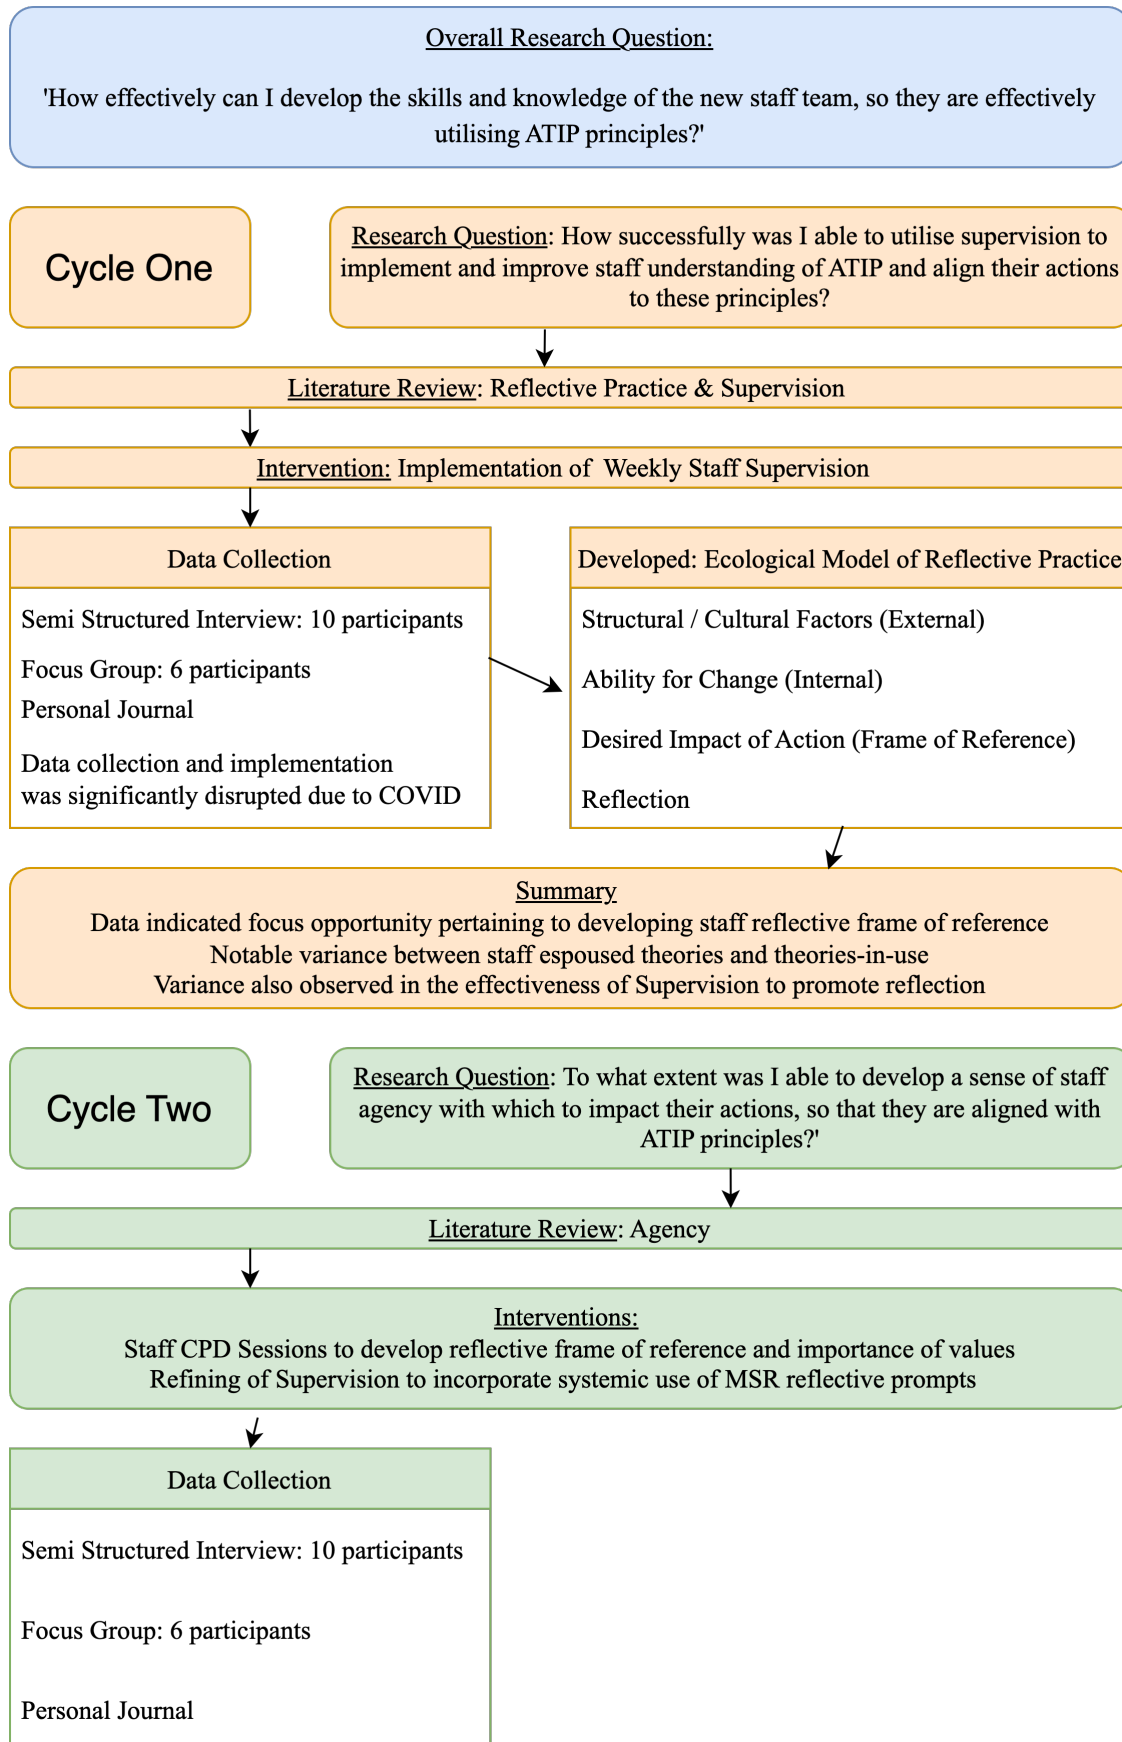 Overall Research Question:
'How effectively can I develop the skills and knowledge of the new staff team, so they are effectively
utilising ATIP principles?'
Cycle One
Research Question: How successfully was I able to utilise supervision to
implement and improve staff understanding of ATIP and align their actions
to these principles?
Literature Review: Reflective Practice & Supervision
Intervention: Implementation of Weekly Staff Supervision
Data Collection
Semi Structured Interview: 10 participants
Focus Group: 6 participants
Personal Journal
Data collection and implementation
was significantly disrupted due to COVID
Developed: Ecological Model of Reflective Practice
Structural / Cultural Factors (External)
Ability for Change (Internal)
Desired Impact of Action (Frame of Reference)
Reflection
Summary
Data indicated focus opportunity pertaining to developing staff reflective frame of reference
Notable variance between staff espoused theories and theories-in-use
Variance also observed in the effectiveness of Supervision to promote reflection
Cycle Two
Research Question: To what extent was I able to develop a sense of staff
agency with which to impact their actions, so that they are aligned with
ATIP principles?'
Literature Review: Agency
Interventions:
Staff CPD Sessions to develop reflective frame of reference and importance of values
Refining of Supervision to incorporate systemic use of MSR reflective prompts
Data Collection
Semi Structured Interview: 10 participants
Focus Group: 6 participants
Personal Journal